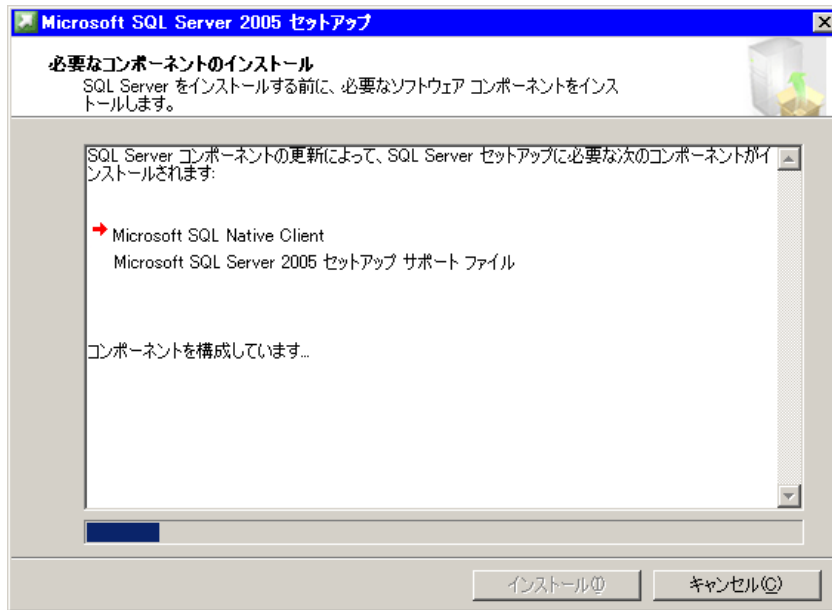 Microsoft SQL Server 2005 セットアップ
必要なコンポーネントのインストール
SQL Server をインストールする前に、必要なソフトウェア コンポーネントをインス
トールします。
SQL Server コンポーネントの更新によって、SQL Server セットアップに必要な次のコンポーネントがイ
ンストールされます:
Microsoft SQL Native Client
Microsoft SQL Server 2005 セットアップ サポート ファイル
コンポーネントを構成しています...
インストール(I) キャンセル(C)